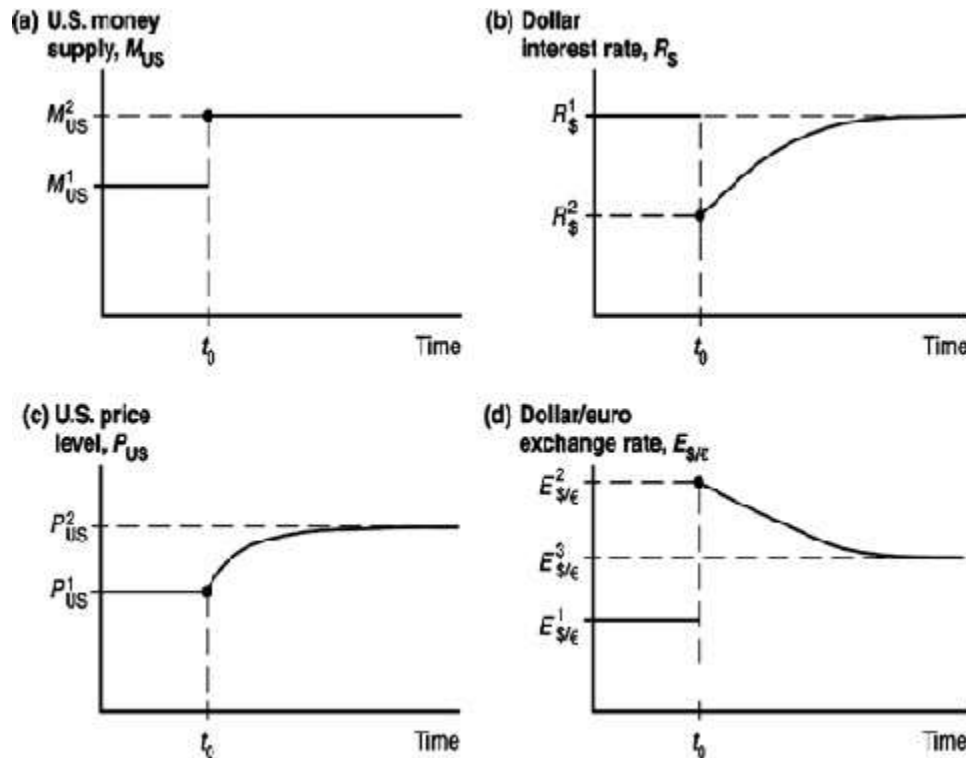 (a) U.S. money
supply, M_US
M²_US
M¹_US
t₀
Time
(b) Dollar
interest rate, R_$
R¹_$
R²_$
t₀
Time
(c) U.S. price
level, P_US
P²_US
P¹_US
t₀
Time
(d) Dollar/euro
exchange rate, E_$/€
E²_$/€
E³_$/€
E¹_$/€
t₀
Time